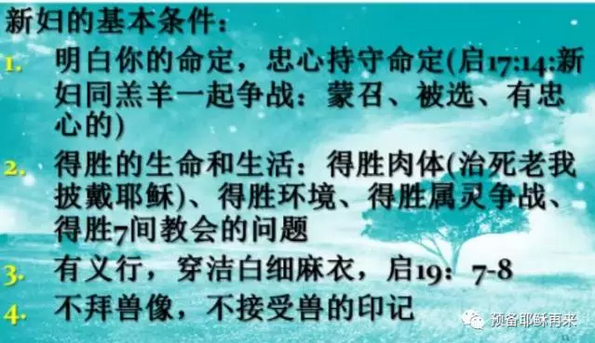 新妇的基本条件：
1. 明白你的命定，忠心持守命定(启17:14:新
妇同羔羊一起争战：蒙召、被选、有忠
心的)
2. 得胜的生命和生活：得胜肉体(治死老我
披戴耶稣)、得胜环境、得胜属灵争战、
得胜7间教会的问题
3. 有义行，穿洁白细麻衣，启19：7-8
4. 不拜兽像，不接受兽的印记
预备耶稣再来